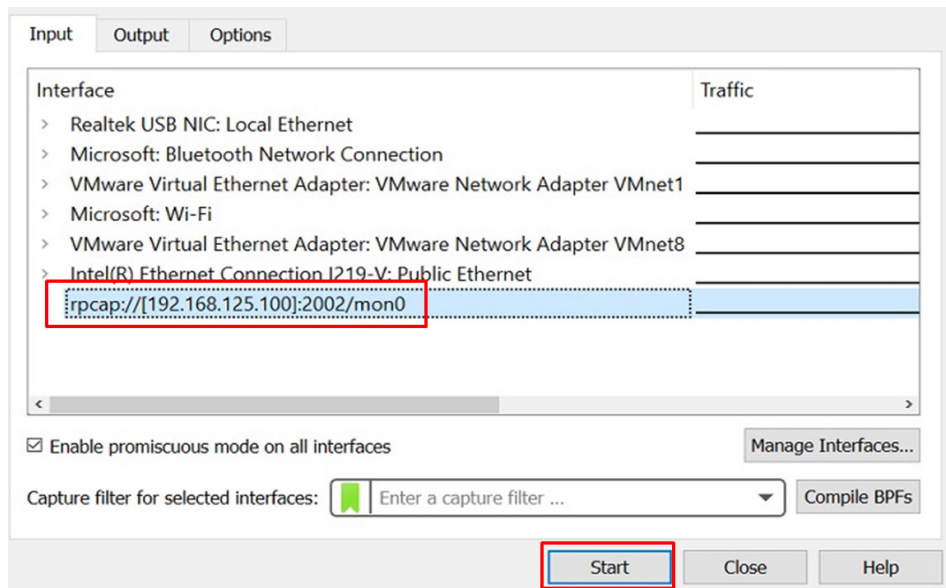 Input Output Options
Interface Traffic
Realtek USB NIC: Local Ethernet
Microsoft: Bluetooth Network Connection
VMware Virtual Ethernet Adapter: VMware Network Adapter VMnet1
Microsoft: Wi-Fi
VMware Virtual Ethernet Adapter: VMware Network Adapter VMnet8
Intel(R) Ethernet Connection I219-V: Public Ethernet
rpcap://[192.168.125.100]:2002/mon0
Enable promiscuous mode on all interfaces Manage Interfaces...
Capture filter for selected interfaces: Enter a capture filter ... Compile BPFs
Start Close Help